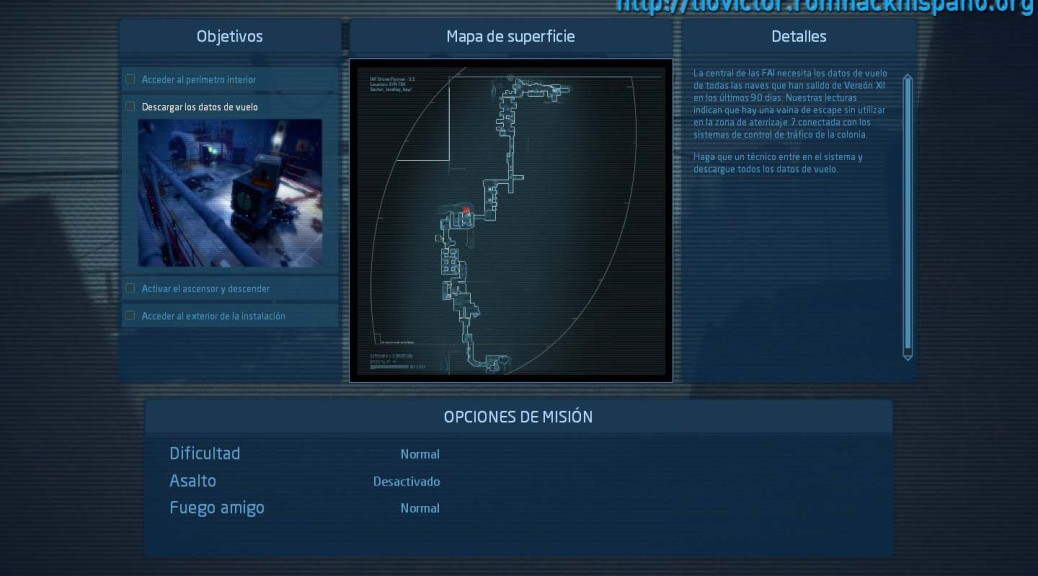 http://tiovictor.romhackhispano.org
Objetivos
Acceder al perímetro interior
Descargar los datos de vuelo
Activar el ascensor y descender
Acceder al exterior de la instalación
Mapa de superficie
Detalles
La central de las FAI necesita los datos de vuelo
de todas las naves que han salido de Vereón XII
en los últimos 90 días. Nuestras lecturas
indican que hay una vaina de escape sin utilizar
en la zona de aterrizaje 7 conectada con los
sistemas de control de tráfico de la colonia.
Haga que un técnico entre en el sistema y
descargue todos los datos de vuelo.
OPCIONES DE MISIÓN
Dificultad Normal
Asalto Desactivado
Fuego amigo Normal